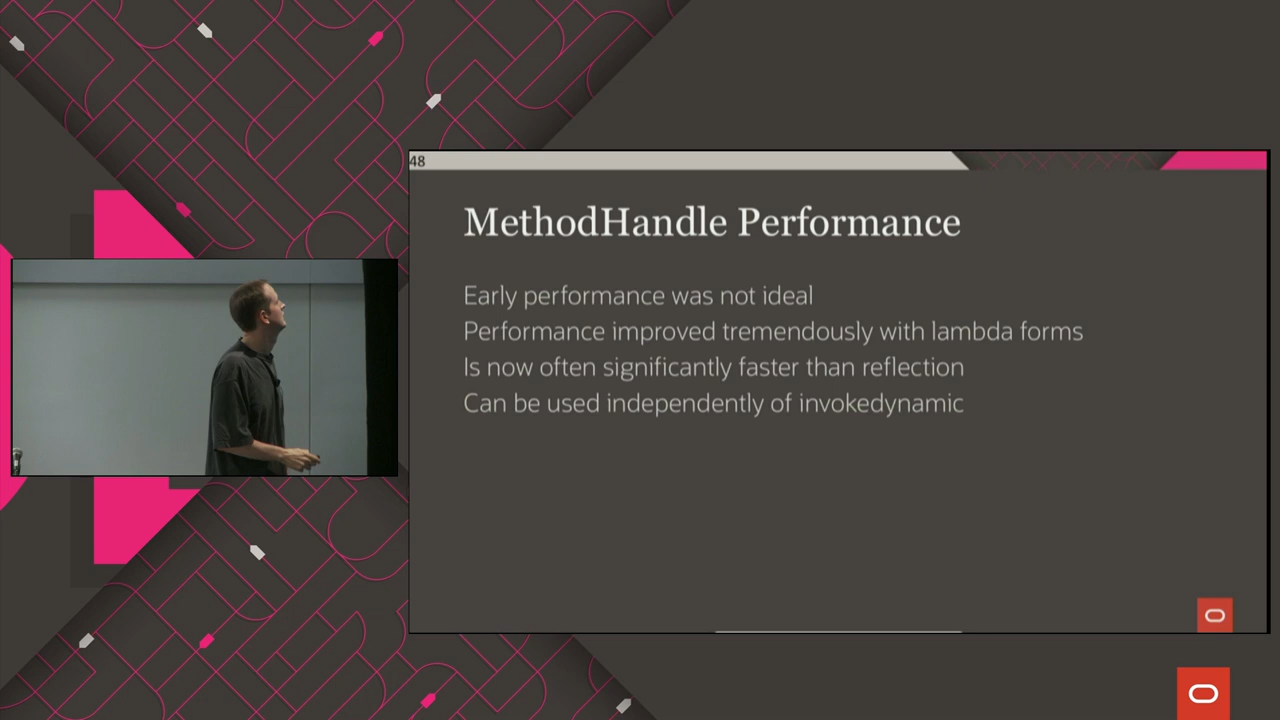 48
MethodHandle Performance
Early performance was not ideal
Performance improved tremendously with lambda forms
Is now often significantly faster than reflection
Can be used independently of invokedynamic